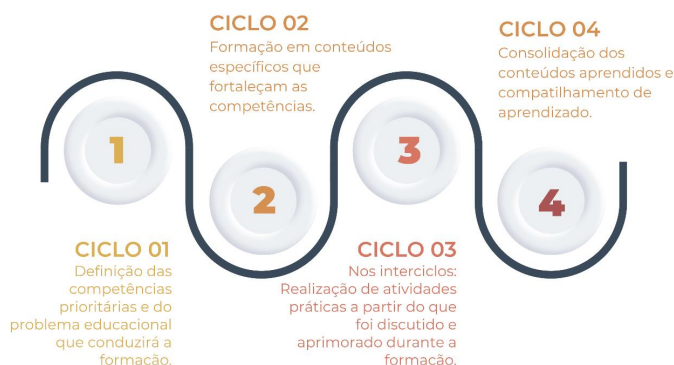 CICLO 02
Formação em conteúdos
específicos que
fortaleçam as
competências.
CICLO 04
Consolidação dos
conteúdos aprendidos e
compatilhamento de
aprendizado.
1
2
3
4
CICLO 01
Definição das
competências
prioritárias e do
problema educacional
que conduzirá a
formação.
CICLO 03
Nos interciclos:
Realização de atividades
práticas a partir do que
foi discutido e
aprimorado durante a
formação.